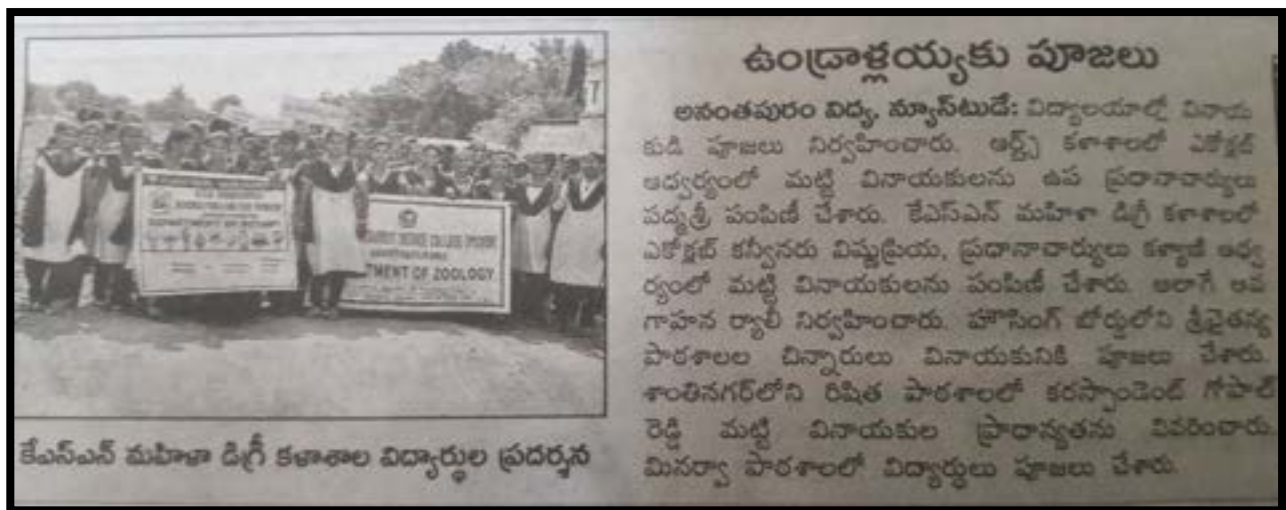 DEPARTMENT OF ZOOLOGY
ఉండ్రాళ్లయ్యకు పూజలు
అనంతపురం విద్య, న్యూస్‌టుడే: విద్యాలయాల్లో వినాయ
కుడి పూజలు నిర్వహించారు. ఆర్ట్స్ కళాశాలలో ఎకోక్లబ్
ఆధ్వర్యంలో మట్టి వినాయకులను ఉప ప్రధానాచార్యులు
పద్మశ్రీ పంపిణీ చేశారు. కేఎస్ఎన్ మహిళా డిగ్రీ కళాశాలలో
ఎకోక్లబ్ కన్వీనరు విష్ణుప్రియ, ప్రధానాచార్యులు కళ్యాణి ఆధ్వ
ర్యంలో మట్టి వినాయకులను పంపిణీ చేశారు. అలాగే అవ
గాహన ర్యాలీ నిర్వహించారు. హౌసింగ్ బోర్డులోని శ్రీచైతన్య
పాఠశాలల చిన్నారులు వినాయకునికి పూజలు చేశారు.
శాంతినగర్‌లోని రిషిత పాఠశాలలో కరస్పాండెంట్ గోపాల్
రెడ్డి మట్టి వినాయకుల ప్రాధాన్యతను వివరించారు.
మినర్వా పాఠశాలలో విద్యార్థులు పూజలు చేశారు.
కేఎస్ఎన్ మహిళా డిగ్రీ కళాశాల విద్యార్థుల ప్రదర్శన